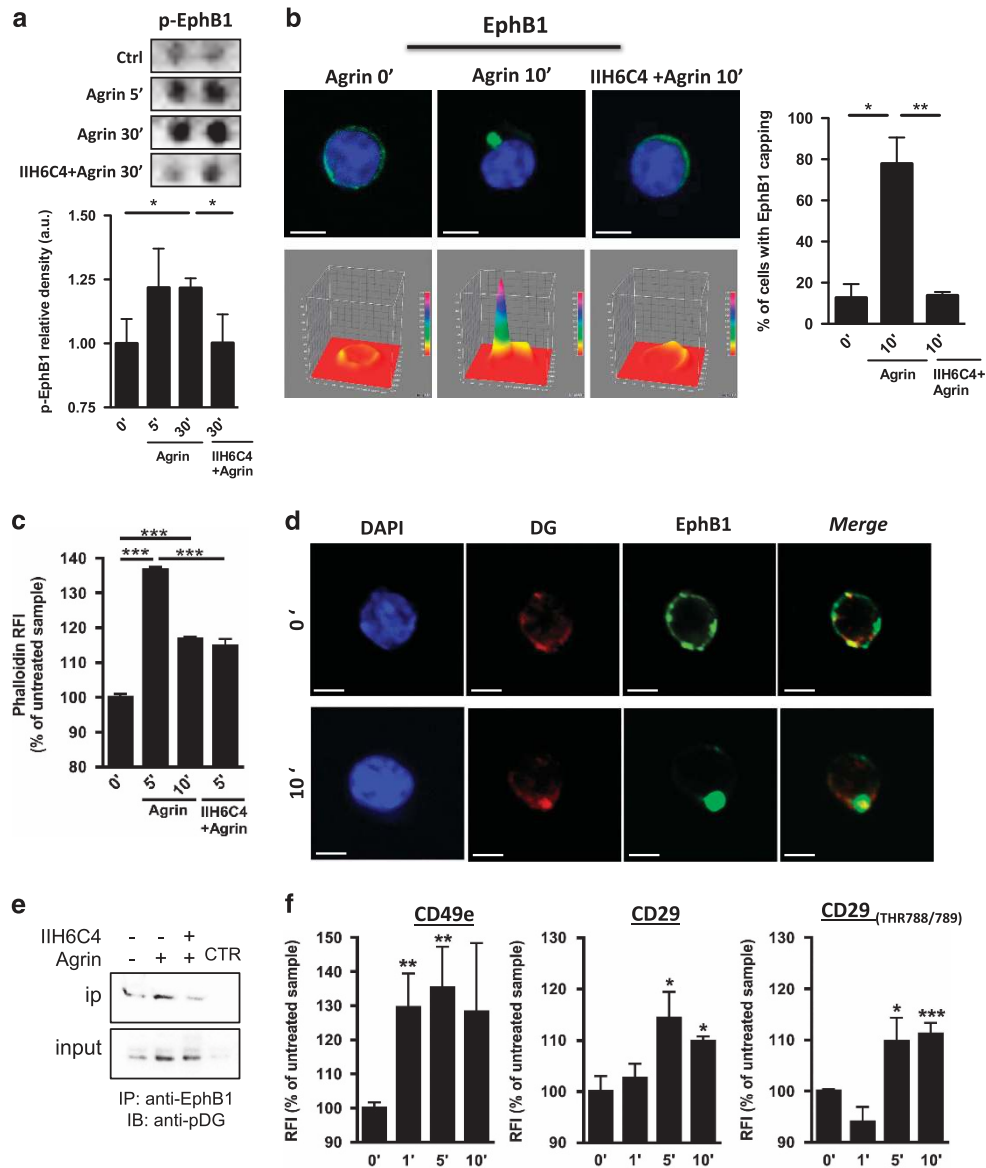 a
p-EphB1
Ctrl
Agrin 5'
Agrin 30'
IIH6C4+Agrin 30'
p-EphB1 relative density (a.u.)
1.50
1.25
1.00
0.75
* *
0' 5' 30' 30'
Agrin IIH6C4
+Agrin
b
EphB1
Agrin 0' Agrin 10' IIH6C4 +Agrin 10'
% of cells with EphB1 capping
100
80
60
40
20
0
* **
0' 10' 10'
Agrin IIH6C4+
Agrin
c
Phalloidin RFI
(% of untreated sample)
140
130
120
110
100
90
80
***
*** ***
0' 5' 10' 5'
Agrin IIH6C4
+Agrin
d
DAPI DG EphB1 Merge
0'
10'
e
IIH6C4 - - +
Agrin - + + CTR
ip
input
IP: anti-EphB1
IB: anti-pDG
f
CD49e
RFI (% of untreated sample)
150
140
130
120
110
100
90
** **
0' 1' 5' 10'
CD29
RFI (% of untreated sample)
130
120
110
100
90
* *
0' 1' 5' 10'
CD29 (THR788/789)
RFI (% of untreated sample)
130
120
110
100
90
* ***
0' 1' 5' 10'